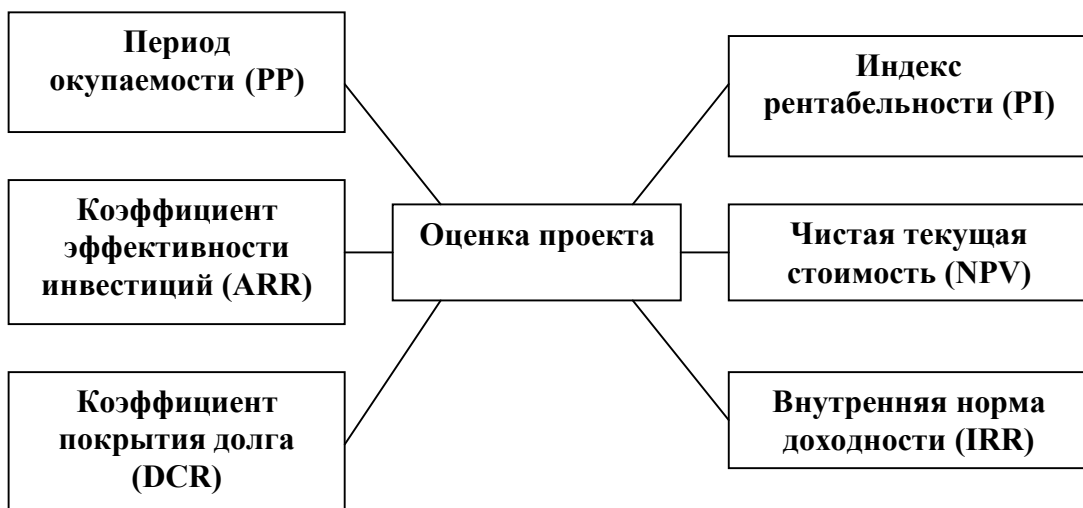 Период
окупаемости (PP)
Индекс
рентабельности (PI)
Коэффициент
эффективности
инвестиций (ARR)
Оценка проекта
Чистая текущая
стоимость (NPV)
Коэффициент
покрытия долга
(DCR)
Внутренняя норма
доходности (IRR)